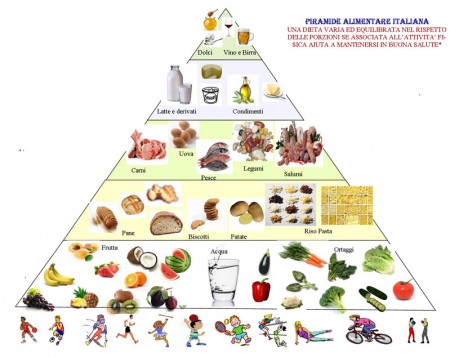 PIRAMIDE ALIMENTARE ITALIANA
UNA DIETA VARIA ED EQUILIBRATA NEL RISPETTO
DELLE PORZIONI SE ASSOCIATA ALL'ATTIVITA' FI-
SICA AIUTA A MANTENERSI IN BUONA SALUTE"
Dolci Vino e Birra
Latte e derivati Condimenti
Uova
Carni Pesce Legumi Salumi
Pane Biscotti Patate Riso Pasta
Frutta Acqua Ortaggi